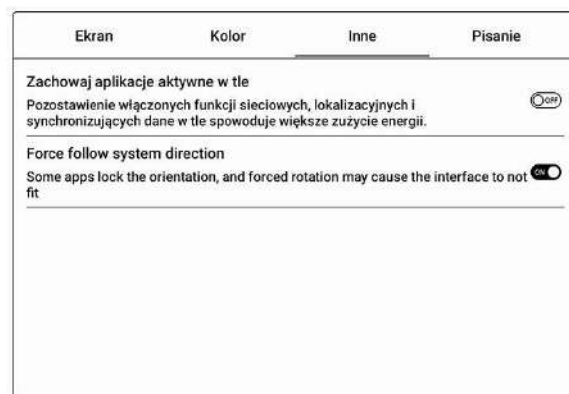 Ekran Kolor Inne Pisanie
Zachowaj aplikacje aktywne w tle
Pozostawienie włączonych funkcji sieciowych, lokalizacyjnych i
synchronizujących dane w tle spowoduje większe zużycie energii.
OFF
Force follow system direction
Some apps lock the orientation, and forced rotation may cause the interface to not
fit
ON